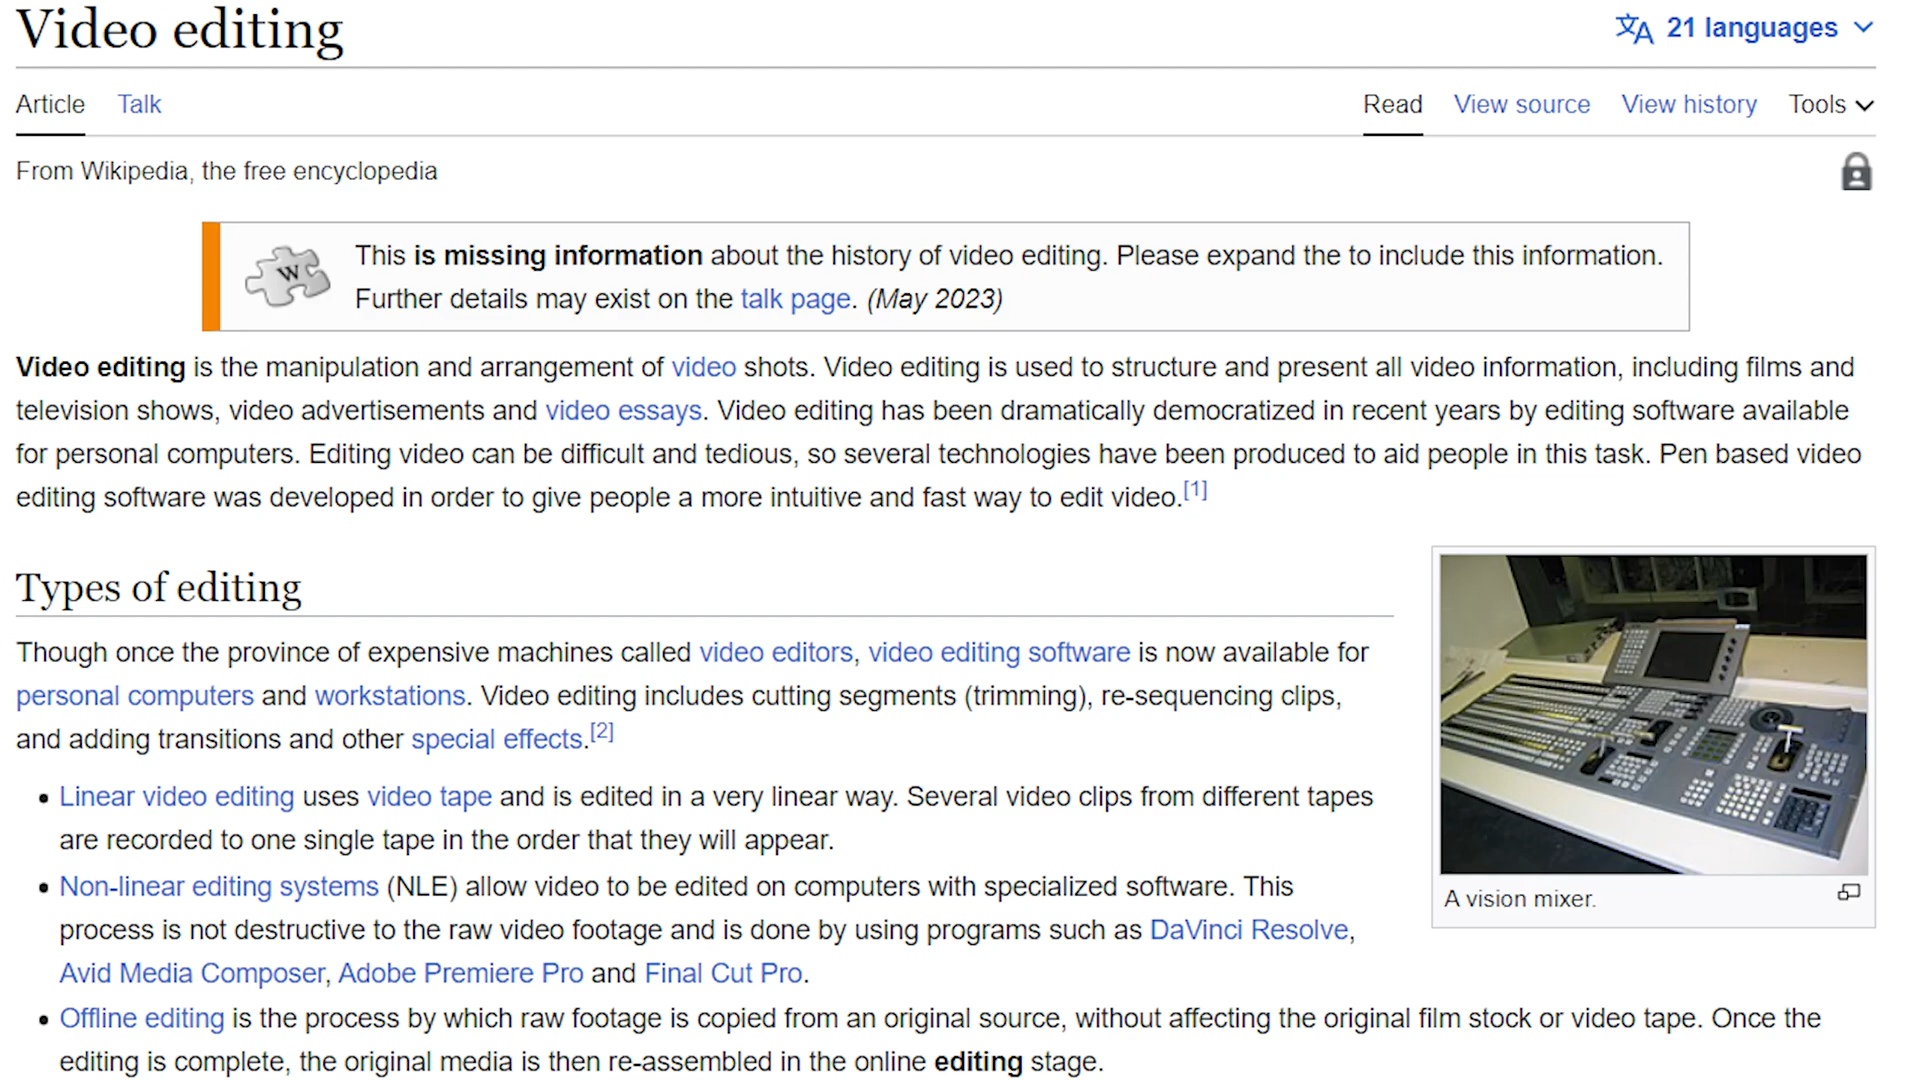 Video editing
21 languages
Article Talk
Read View source View history Tools
From Wikipedia, the free encyclopedia
W
This is missing information about the history of video editing. Please expand the to include this information.
Further details may exist on the talk page. (May 2023)
Video editing is the manipulation and arrangement of video shots. Video editing is used to structure and present all video information, including films and
television shows, video advertisements and video essays. Video editing has been dramatically democratized in recent years by editing software available
for personal computers. Editing video can be difficult and tedious, so several technologies have been produced to aid people in this task. Pen based video
editing software was developed in order to give people a more intuitive and fast way to edit video.[1]
Types of editing
Though once the province of expensive machines called video editors, video editing software is now available for
personal computers and workstations. Video editing includes cutting segments (trimming), re-sequencing clips,
and adding transitions and other special effects.[2]
• Linear video editing uses video tape and is edited in a very linear way. Several video clips from different tapes
are recorded to one single tape in the order that they will appear.
• Non-linear editing systems (NLE) allow video to be edited on computers with specialized software. This
process is not destructive to the raw video footage and is done by using programs such as DaVinci Resolve,
Avid Media Composer, Adobe Premiere Pro and Final Cut Pro.
• Offline editing is the process by which raw footage is copied from an original source, without affecting the original film stock or video tape. Once the
editing is complete, the original media is then re-assembled in the online editing stage.
A vision mixer.